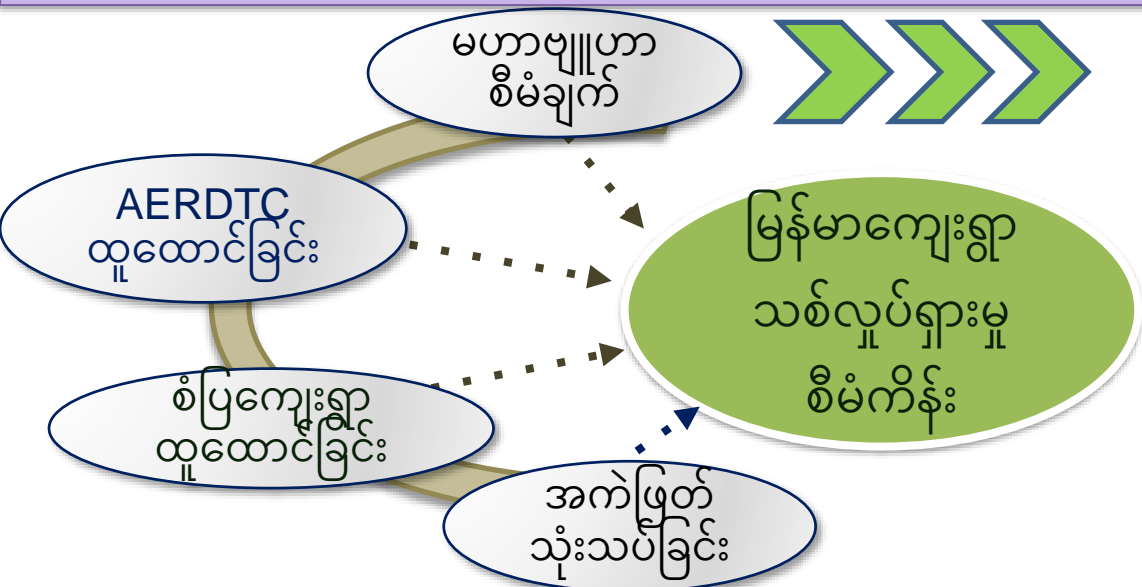 မဟာဗျူဟာ
စီမံချက်
AERDTC
ထူထောင်ခြင်း
စံပြကျေးရွာ
ထူထောင်ခြင်း
အကဲဖြတ်
သုံးသပ်ခြင်း
မြန်မာကျေးရွာ
သစ်လှုပ်ရှားမှု
စီမံကိန်း